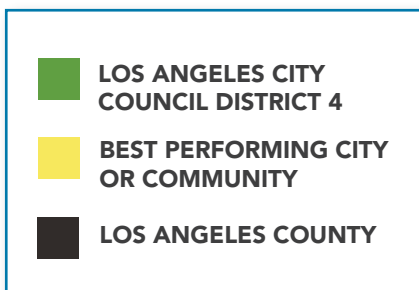 LOS ANGELES CITY
COUNCIL DISTRICT 4
BEST PERFORMING CITY
OR COMMUNITY
LOS ANGELES COUNTY